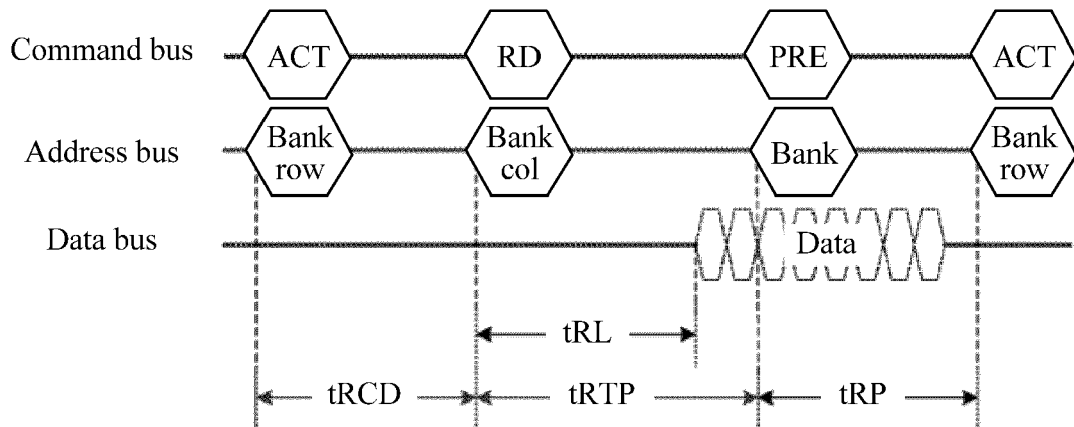 Command bus
ACT
RD
PRE
ACT
Address bus
Bank
row
Bank
col
Bank
Bank
row
Data bus
Data
tRL
tRCD
tRTP
tRP